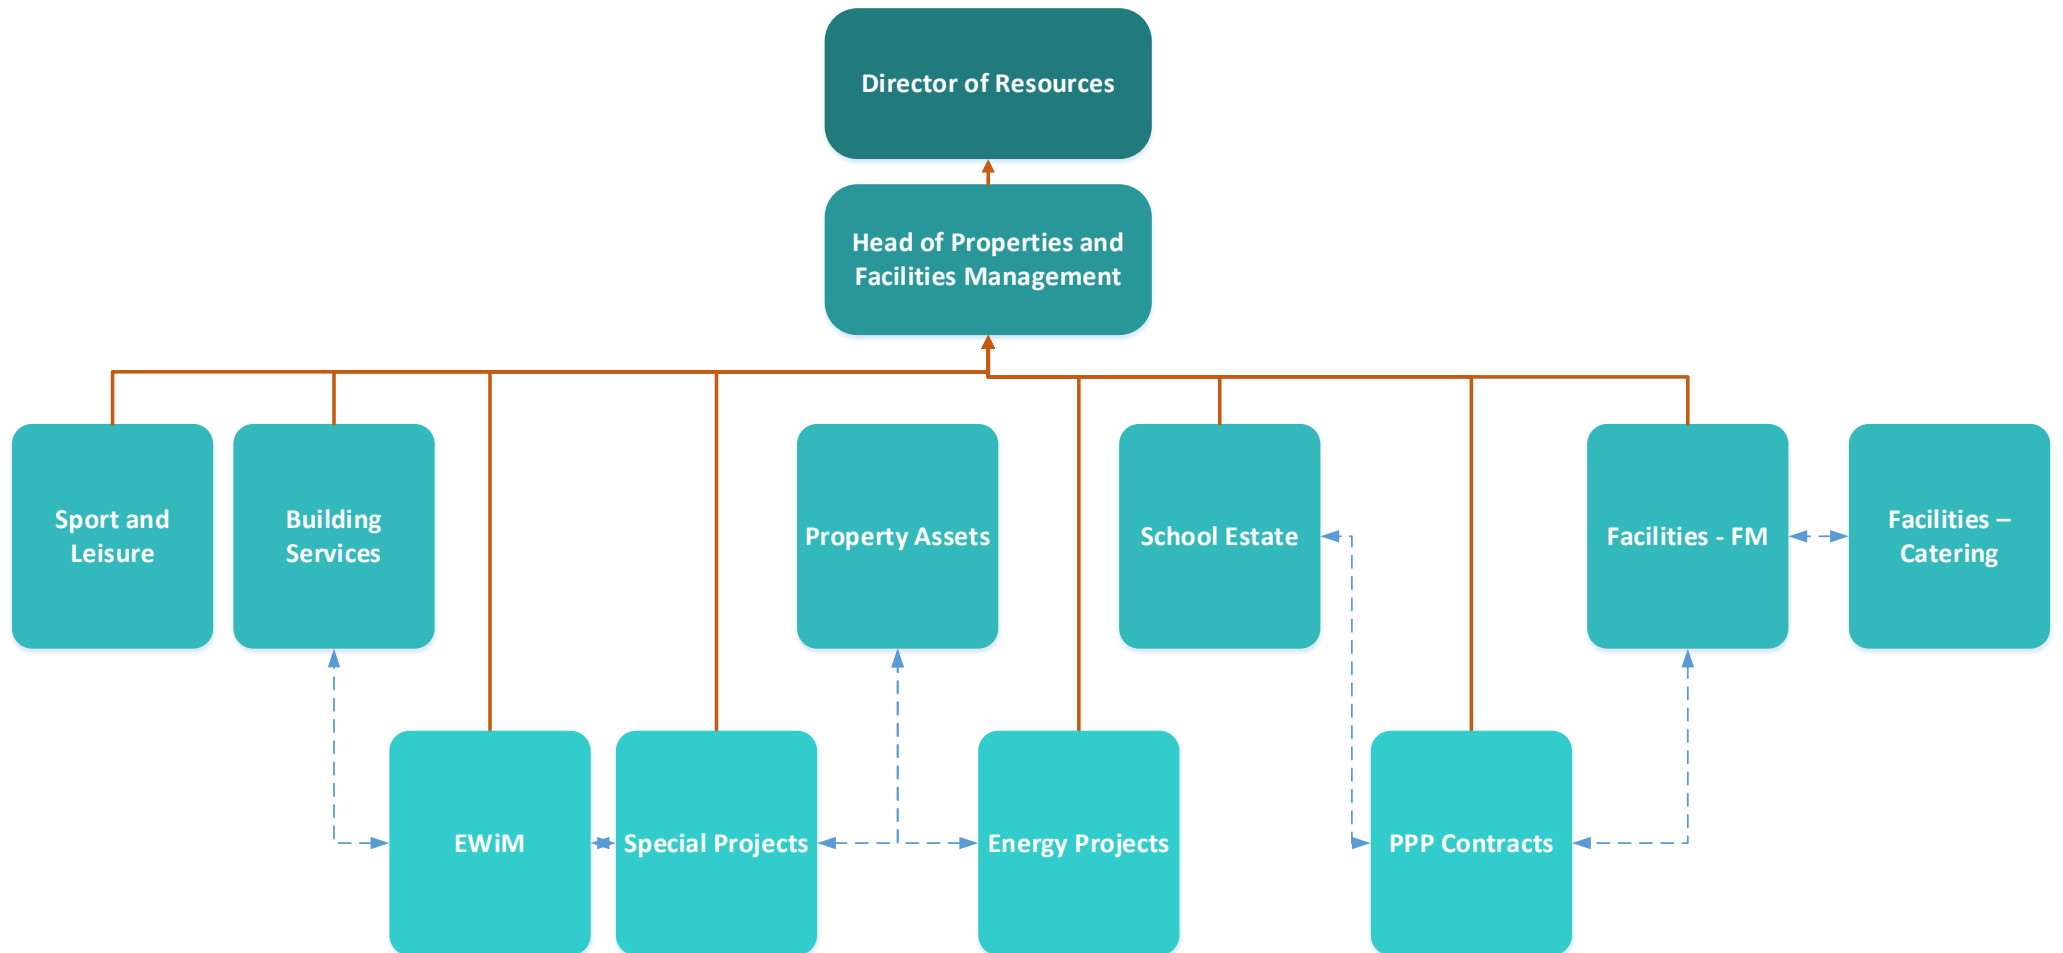 Director of Resources
Head of Properties and
Facilities Management
Sport and
Leisure
Building
Services
Property Assets
School Estate
Facilities - FM
Facilities –
Catering
EWiM
Special Projects
Energy Projects
PPP Contracts